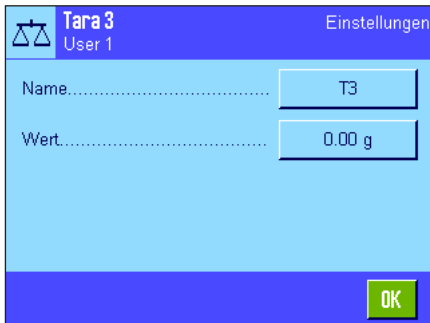 Tara 3
Einstellungen
User 1
Name..................................... T3
Wert...................................... 0.00 g
OK